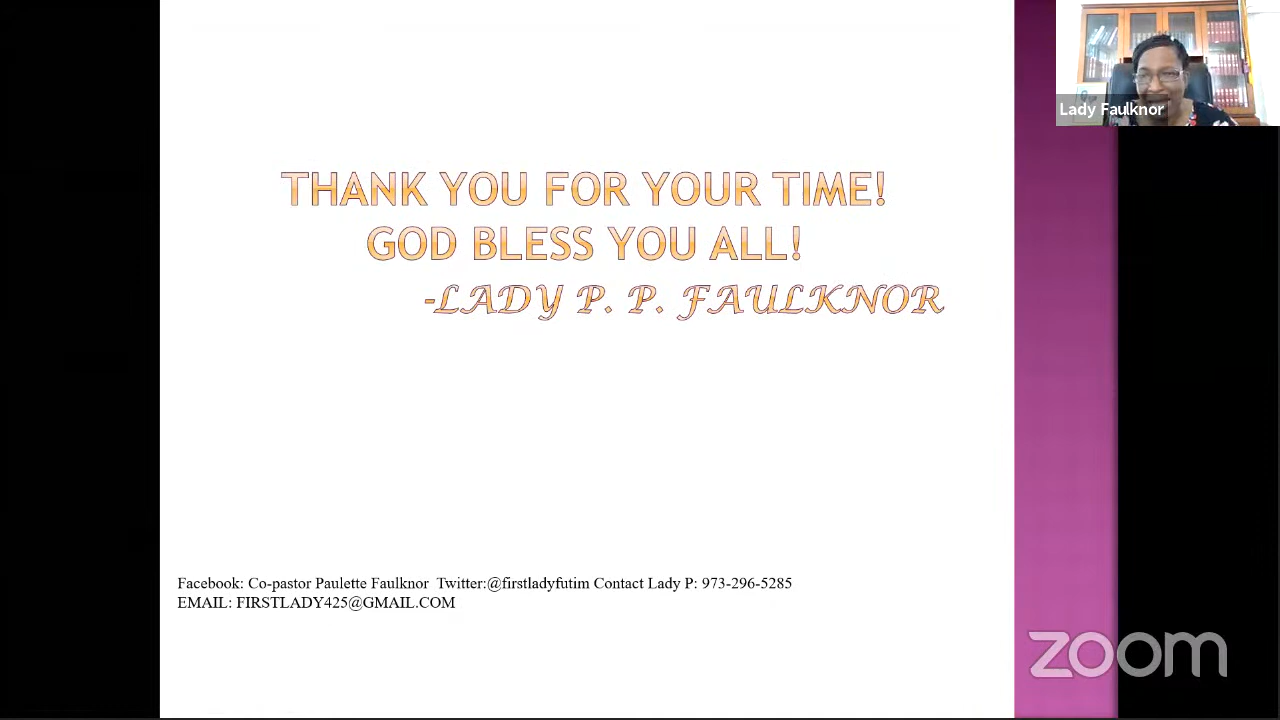 Lady Faulknor
THANK YOU FOR YOUR TIME!
GOD BLESS YOU ALL!
-LADY P. P. FAULKNOR
Facebook: Co-pastor Paulette Faulknor Twitter:@firstladyfutim Contact Lady P: 973-296-5285
EMAIL: FIRSTLADY425@GMAIL.COM
zoom